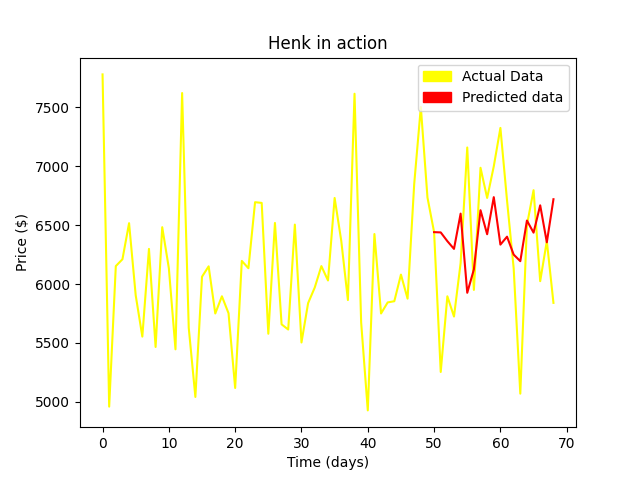 Henk in action
Actual Data
Predicted data
Price ($)
7500
7000
6500
6000
5500
5000
0 10 20 30 40 50 60 70
Time (days)